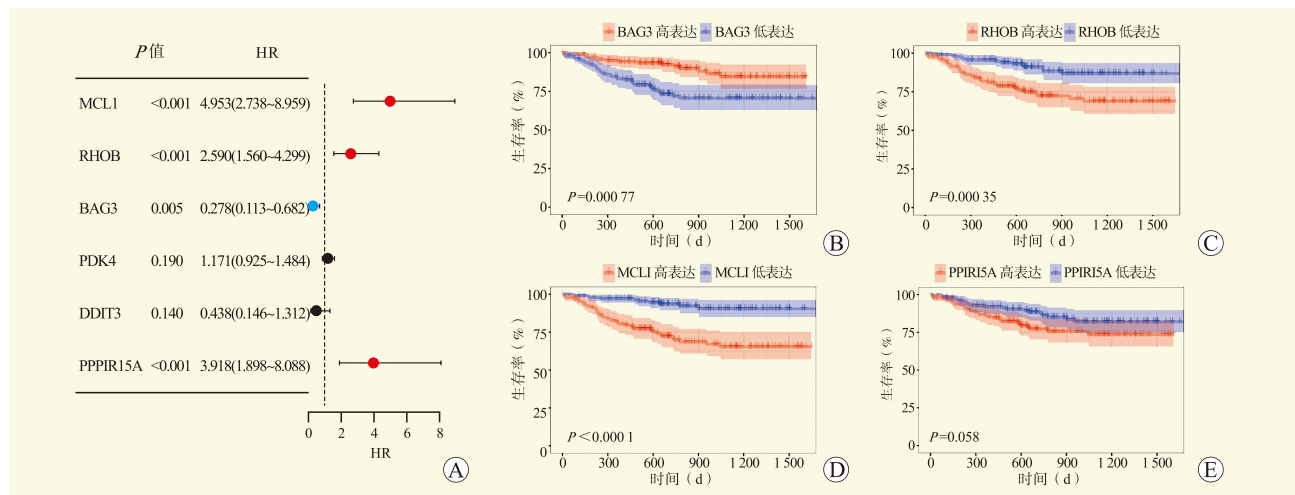 P值 HR
MCL1 <0.001 4.953(2.738~8.959)
RHOB <0.001 2.590(1.560~4.299)
BAG3 0.005 0.278(0.113~0.682)
PDK4 0.190 1.171(0.925~1.484)
DDIT3 0.140 0.438(0.146~1.312)
PPPIR15A <0.001 3.918(1.898~8.088)
0 2 4 6 8
HR
A
BAG3 高表达 BAG3 低表达
生存率（%）
100
75
50
25
0
P=0.000 77
0 300 600 900 1 200 1 500
时间（d）
B
RHOB 高表达 RHOB 低表达
生存率（%）
100
75
50
25
0
P=0.000 35
0 300 600 900 1 200 1 500
时间（d）
C
MCLI 高表达 MCLI 低表达
生存率（%）
100
75
50
25
0
P＜0.000 1
0 300 600 900 1 200 1 500
时间（d）
D
PPIRI5A 高表达 PPIRI5A 低表达
生存率（%）
100
75
50
25
0
P=0.058
0 300 600 900 1 200 1 500
时间（d）
E